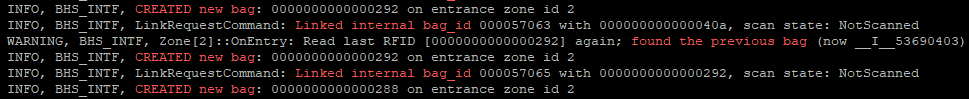 INFO, BHS_INTF, CREATED new bag: 0000000000000292 on entrance zone id 2
INFO, BHS_INTF, LinkRequestCommand: Linked internal bag_id 000057063 with 000000000000040a, scan state: NotScanned
WARNING, BHS_INTF, Zone[2]::OnEntry: Read last RFID [0000000000000292] again; found the previous bag (now __I__53690403)
INFO, BHS_INTF, CREATED new bag: 0000000000000292 on entrance zone id 2
INFO, BHS_INTF, LinkRequestCommand: Linked internal bag_id 000057065 with 0000000000000292, scan state: NotScanned
INFO, BHS_INTF, CREATED new bag: 0000000000000288 on entrance zone id 2